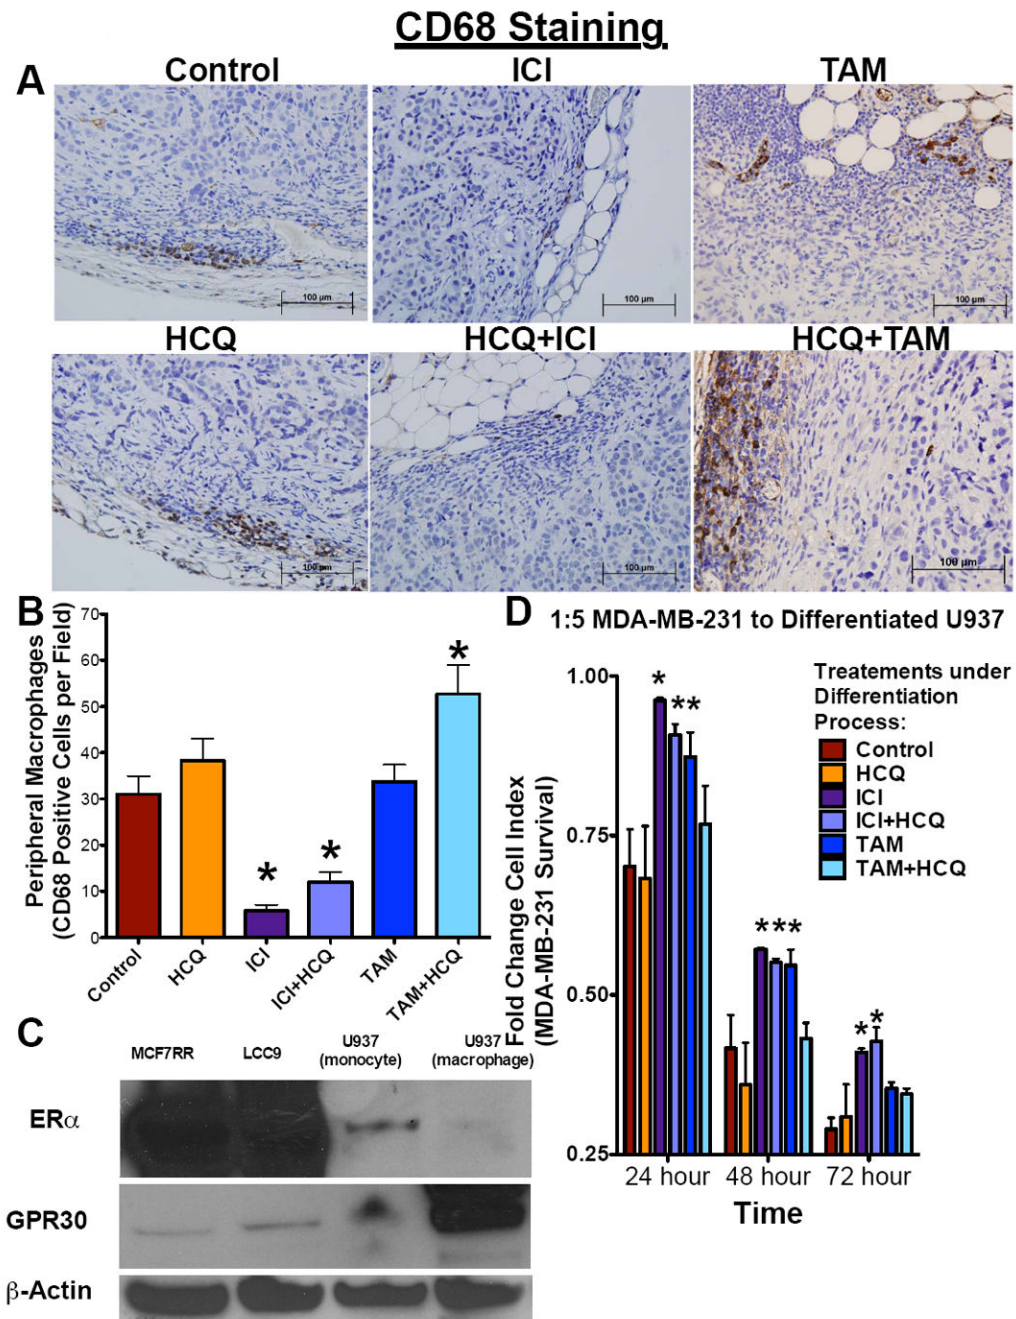 CD68 Staining
A
Control
ICI
TAM
100 µm
100 µm
100 µm
HCQ
HCQ+ICI
HCQ+TAM
100 µm
100 µm
100 µm
B
Peripheral Macrophages
(CD68 Positive Cells per Field)
70
60
50
40
30
20
10
0
*
*
*
Control
HCQ
ICI
ICI+HCQ
TAM
TAM+HCQ
C
MCF7RR
LCC9
U937
(monocyte)
U937
(macrophage)
ERα
GPR30
β-Actin
D
1:5 MDA-MB-231 to Differentiated U937
Fold Change Cell Index
(MDA-MB-231 Survival)
1.00
0.75
0.50
0.25
*
**
***
*
*
Treatements under
Differentiation
Process:
Control
HCQ
ICI
ICI+HCQ
TAM
TAM+HCQ
24 hour
48 hour
72 hour
Time